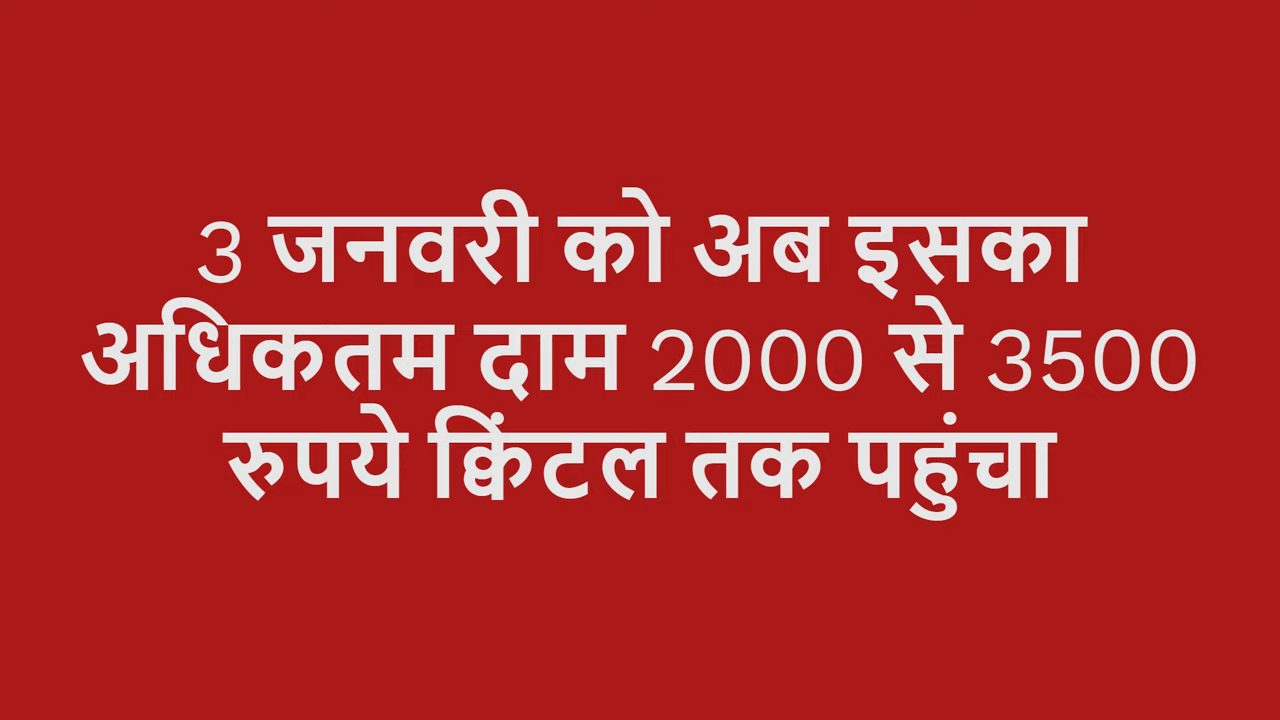 3 जनवरी को अब इसका
अधिकतम दाम 2000 से 3500
रुपये क्विंटल तक पहुंचा